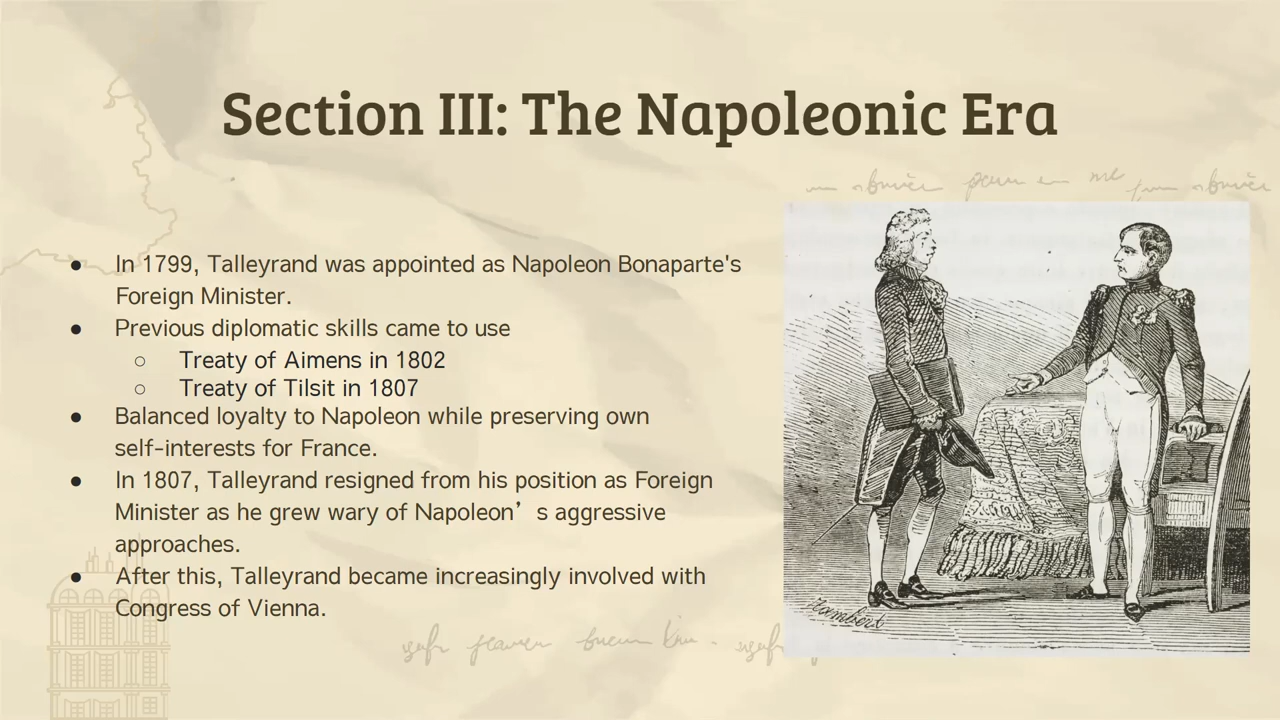 Section III: The Napoleonic Era
● In 1799, Talleyrand was appointed as Napoleon Bonaparte's
Foreign Minister.
● Previous diplomatic skills came to use
○ Treaty of Aimens in 1802
○ Treaty of Tilsit in 1807
● Balanced loyalty to Napoleon while preserving own
self-interests for France.
● In 1807, Talleyrand resigned from his position as Foreign
Minister as he grew wary of Napoleon’s aggressive
approaches.
● After this, Talleyrand became increasingly involved with
Congress of Vienna.